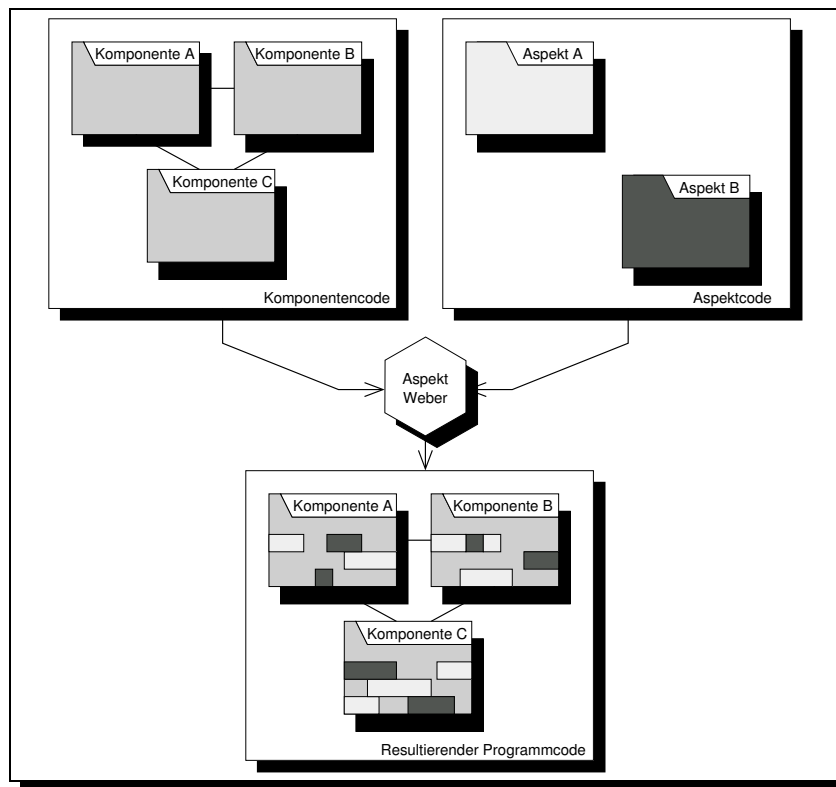 Komponente A
Komponente B
Komponente C
Komponentencode
Aspekt A
Aspekt B
Aspektcode
Aspekt
Weber
Komponente A
Komponente B
Komponente C
Resultierender Programmcode